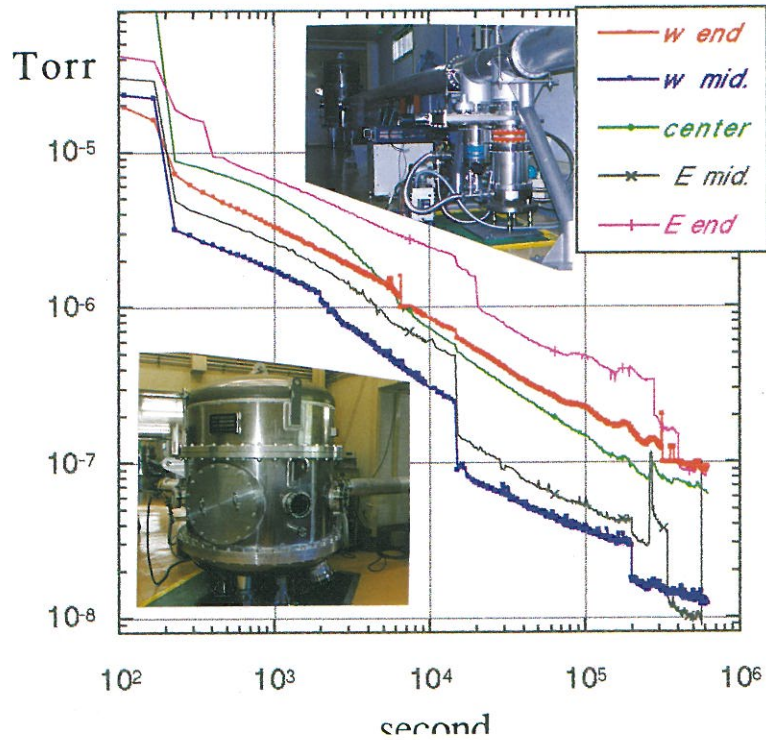 Torr
w end
w mid.
center
E mid.
E end
10-5
10-6
10-7
10-8
10² 10³ 10⁴ 10⁵ 10⁶
second